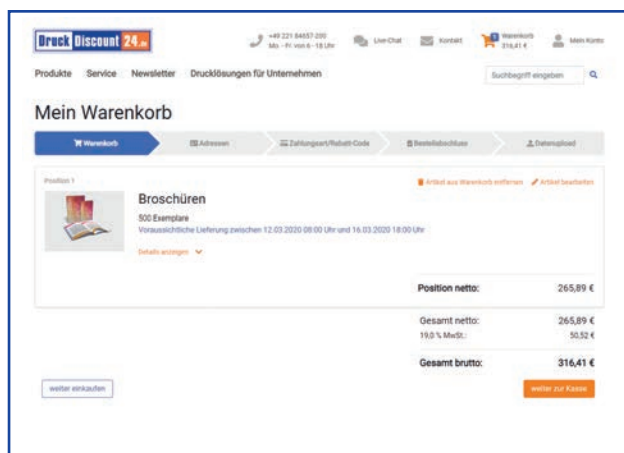 Druck Discount 24.de
+49 221 84657-200
Mo. - Fr. von 6 - 18 Uhr
Live-Chat
Kontakt
1
Warenkorb
316,41 €
Mein Konto
Produkte Service Newsletter Drucklösungen für Unternehmen
Suchbegriff eingeben
Mein Warenkorb
Warenkorb
Adressen
Zahlungsart/Rabatt-Code
Bestellabschluss
Datenupload
Position 1
Artikel aus Warenkorb entfernen
Artikel bearbeiten
Broschüren
500 Exemplare
Voraussichtliche Lieferung zwischen 12.03.2020 08:00 Uhr und 16.03.2020 18:00 Uhr
Details anzeigen
Position netto: 265,89 €
Gesamt netto: 265,89 €
19,0 % MwSt.: 50,52 €
Gesamt brutto: 316,41 €
weiter einkaufen
weiter zur Kasse